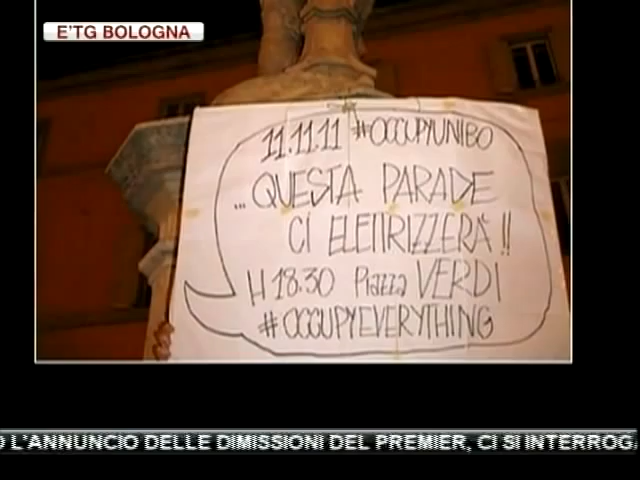 E'TG BOLOGNA
11.11.11 #OCCUPYUNIBO
... QUESTA PARADE
CI ELETTRIZZERÀ!!
H 18.30 PIAZZA VERDI
#OCCUPYEVERYTHING
O L'ANNUNCIO DELLE DIMISSIONI DEL PREMIER, CI SI INTERROGA